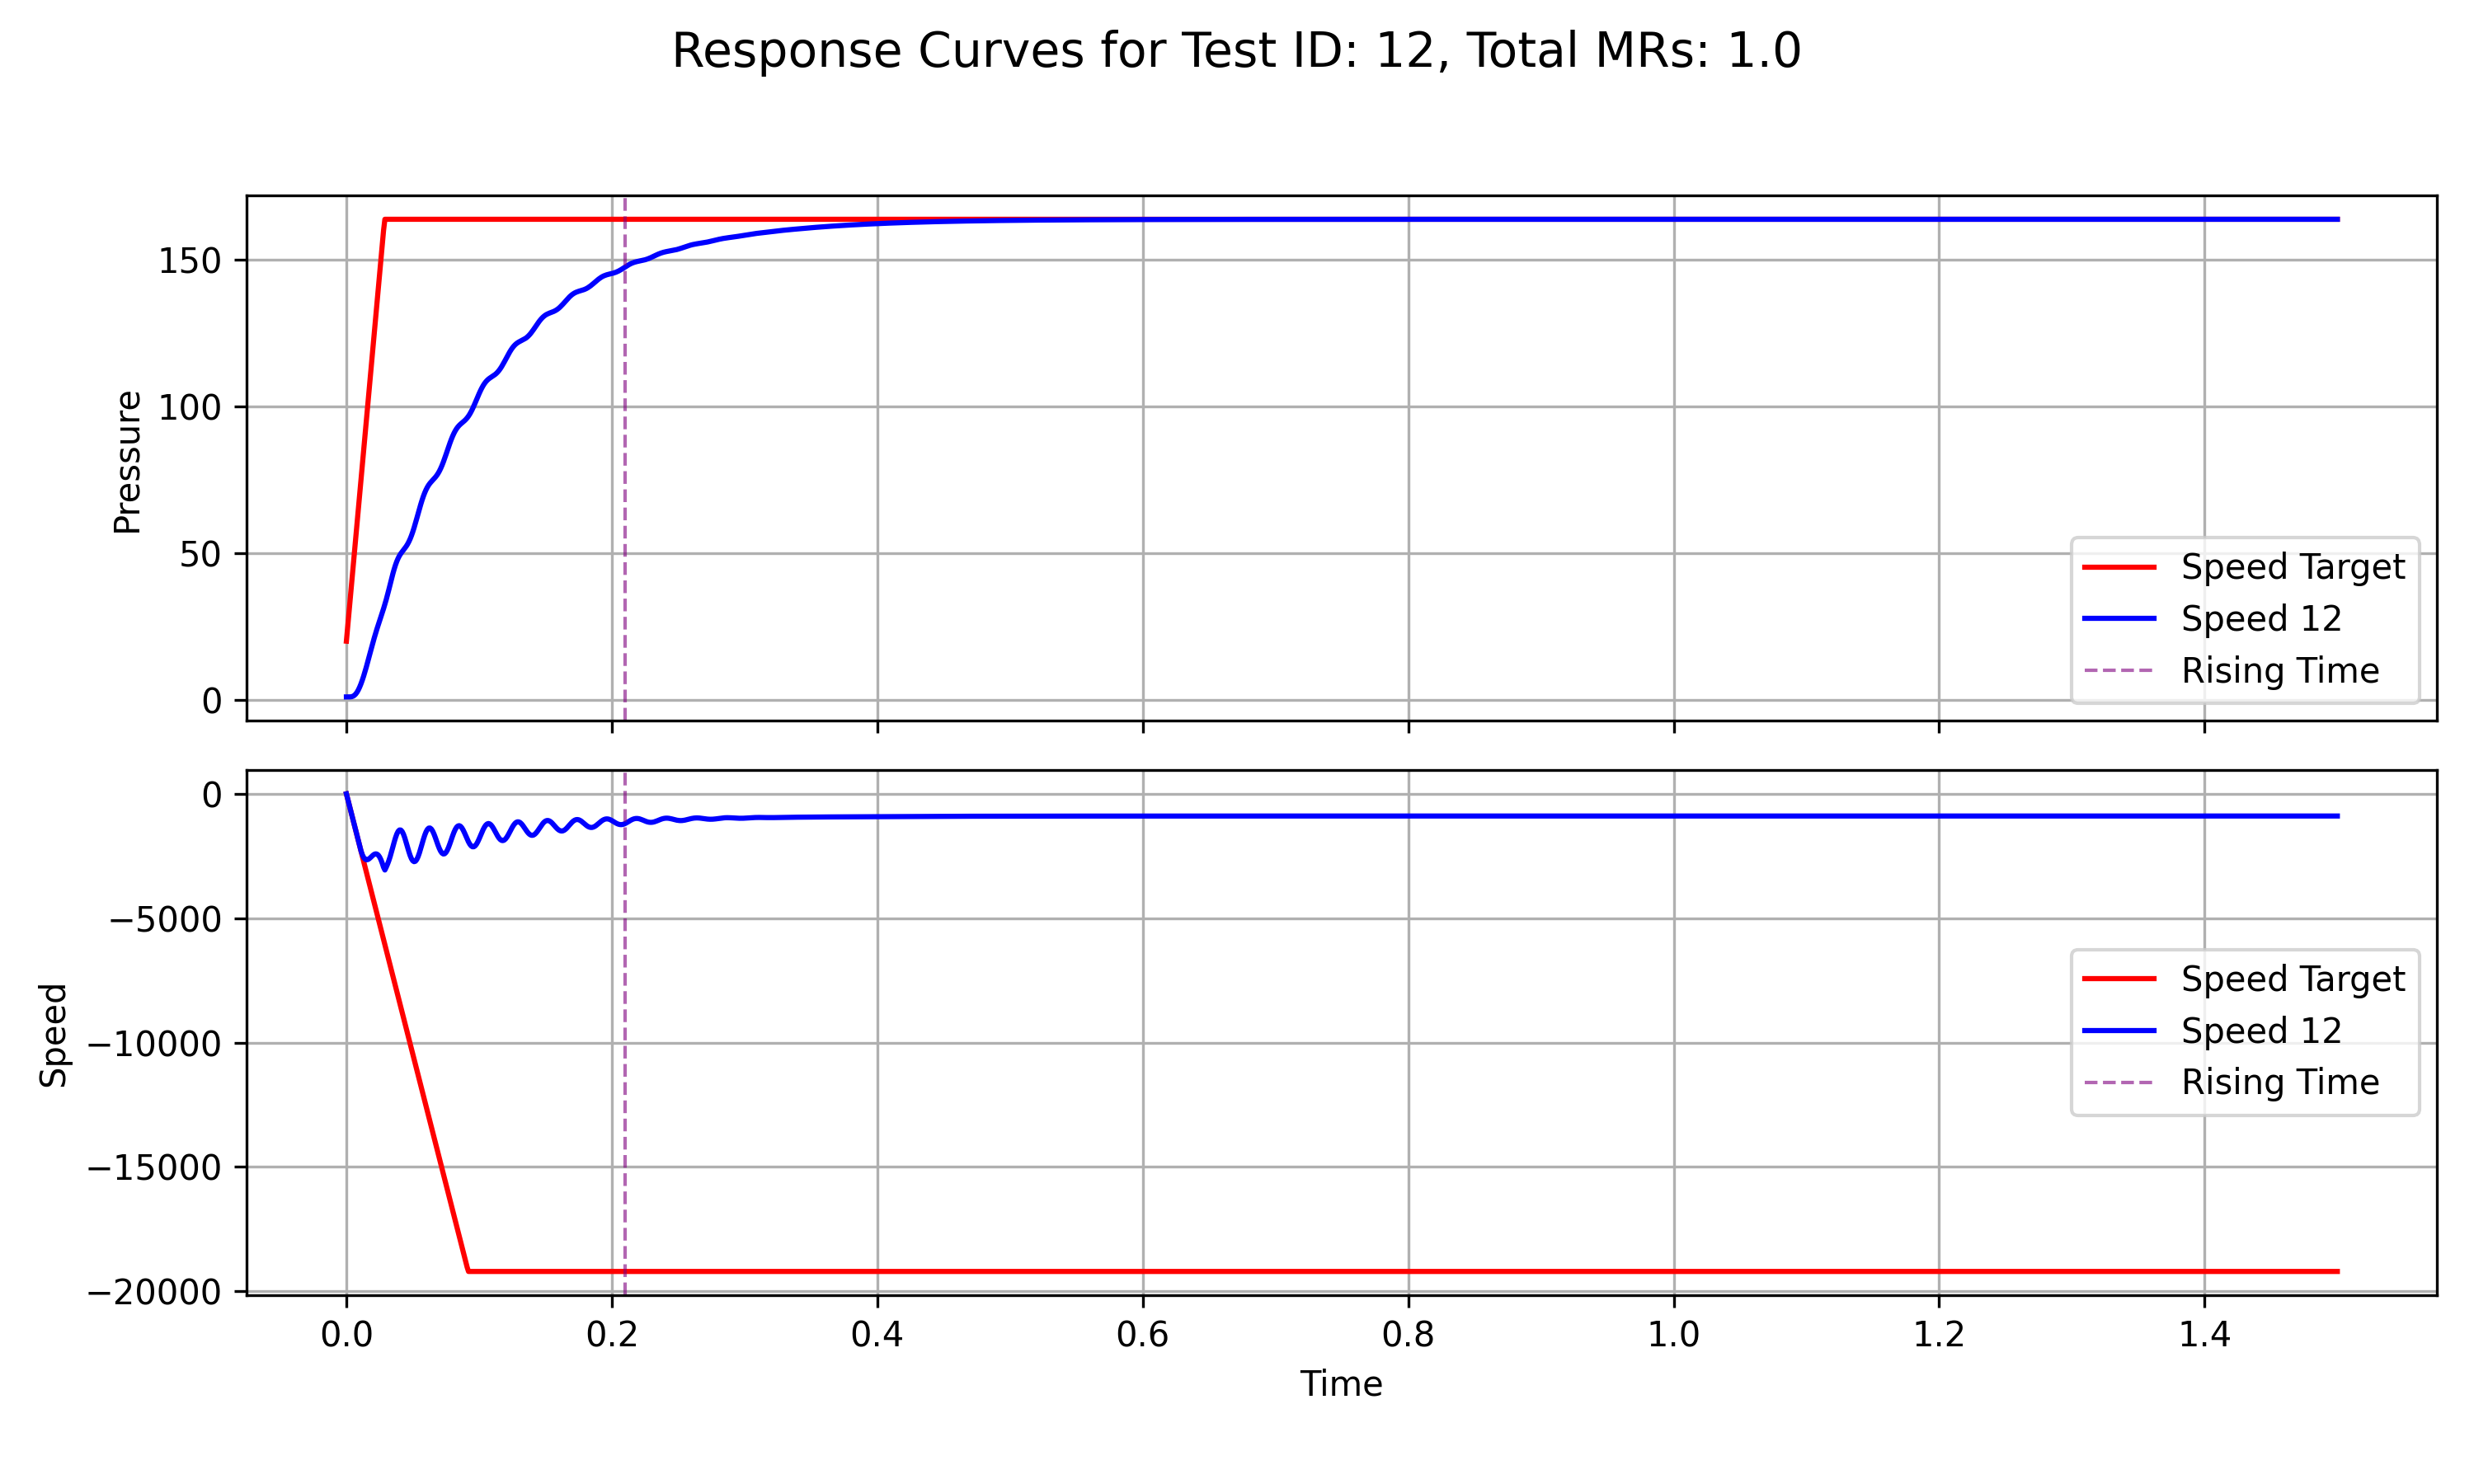 Response Curves for Test ID: 12, Total MRs: 1.0
150
100
50
0
Pressure
Speed Target
Speed 12
Rising Time
0
−5000
−10000
−15000
−20000
Speed
Speed Target
Speed 12
Rising Time
0.0 0.2 0.4 0.6 0.8 1.0 1.2 1.4
Time